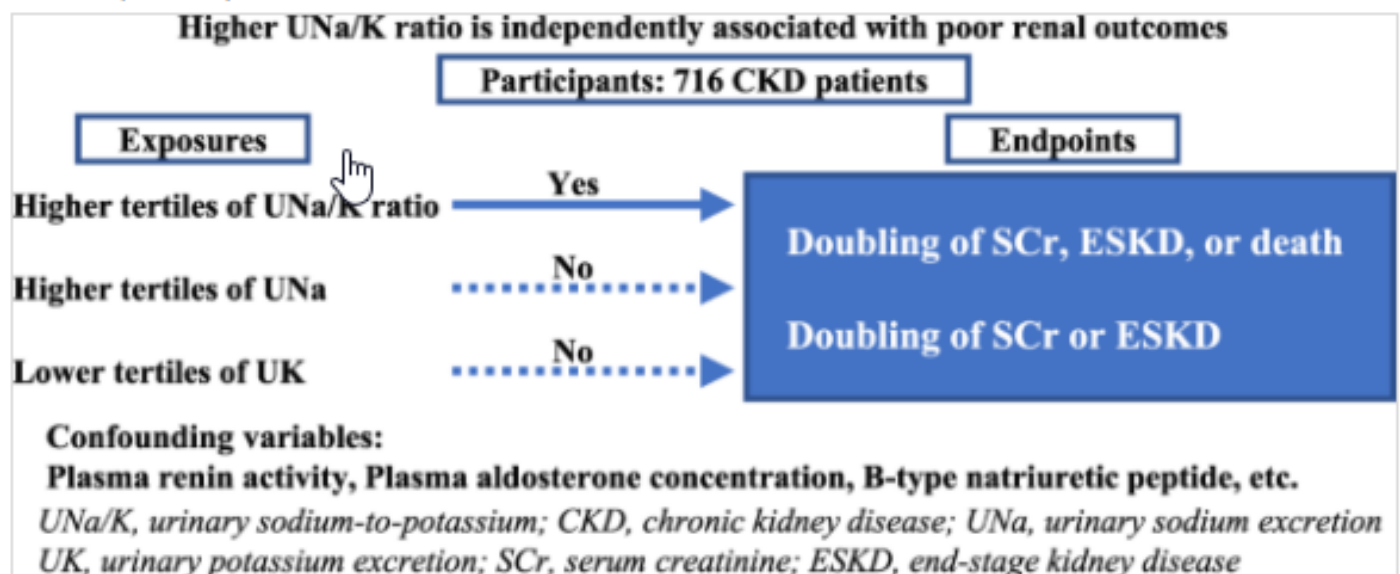 Higher UNa/K ratio is independently associated with poor renal outcomes
Participants: 716 CKD patients
Exposures
Endpoints
Higher tertiles of UNa/K ratio
Yes
Higher tertiles of UNa
No
Lower tertiles of UK
No
Doubling of SCr, ESKD, or death
Doubling of SCr or ESKD
Confounding variables:
Plasma renin activity, Plasma aldosterone concentration, B-type natriuretic peptide, etc.
UNa/K, urinary sodium-to-potassium; CKD, chronic kidney disease; UNa, urinary sodium excretion
UK, urinary potassium excretion; SCr, serum creatinine; ESKD, end-stage kidney disease